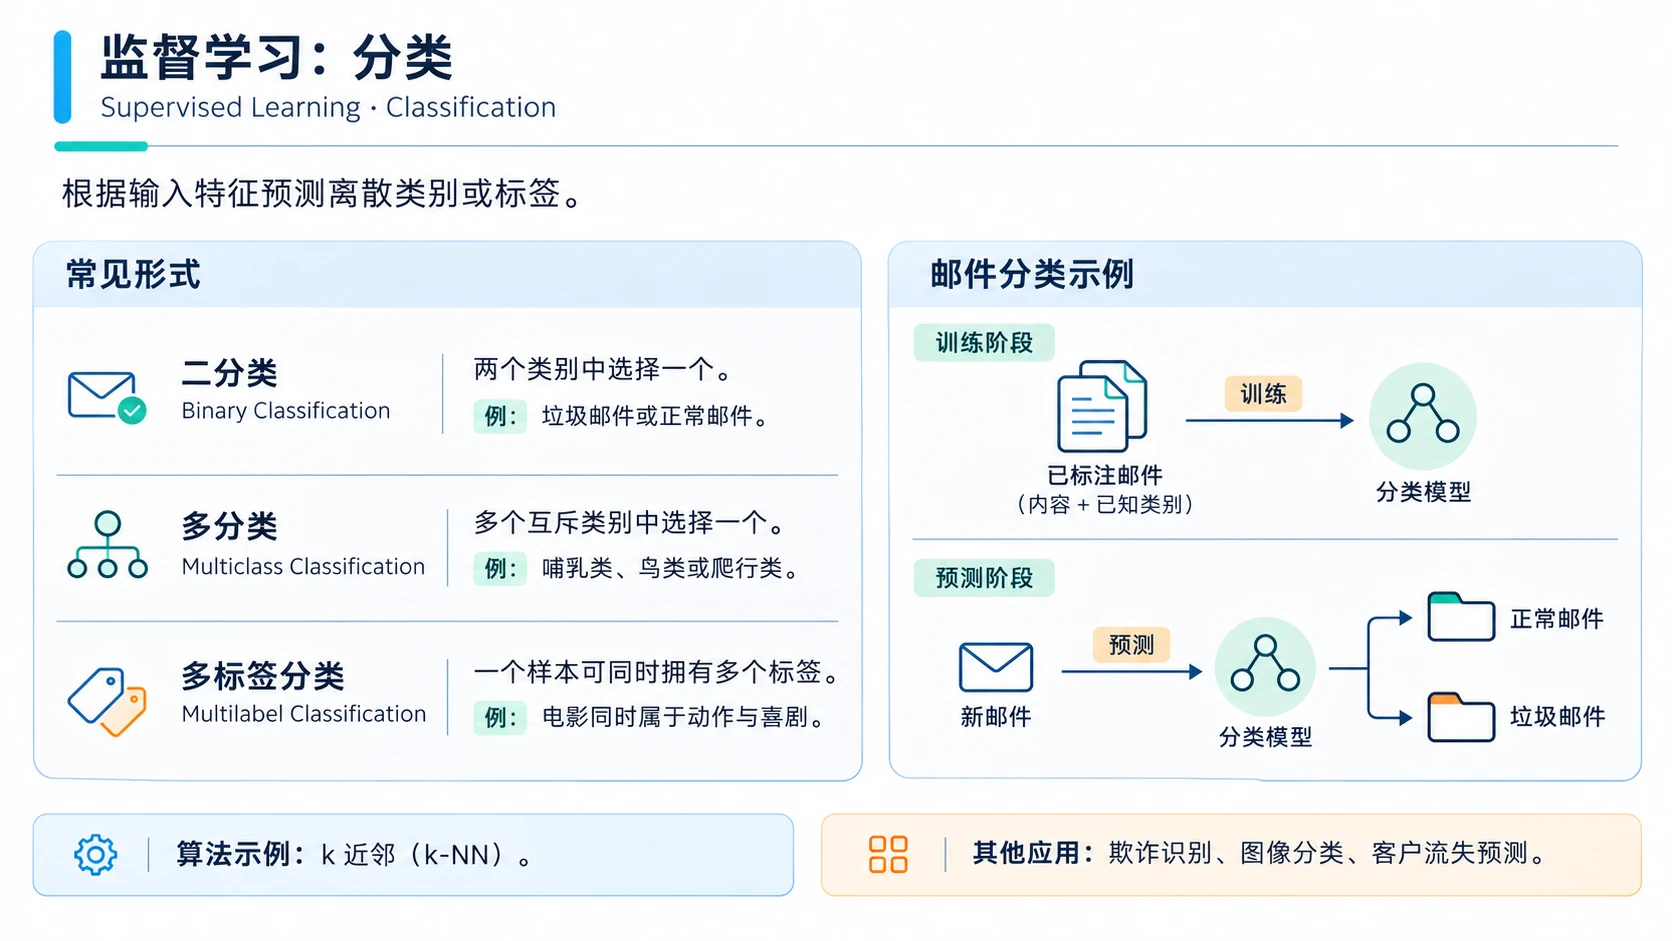 监督学习：分类
Supervised Learning · Classification
根据输入特征预测离散类别或标签。
常见形式
二分类
Binary Classification
两个类别中选择一个。
例： 垃圾邮件或正常邮件。
多分类
Multiclass Classification
多个互斥类别中选择一个。
例： 哺乳类、鸟类或爬行类。
多标签分类
Multilabel Classification
一个样本可同时拥有多个标签。
例： 电影同时属于动作与喜剧。
邮件分类示例
训练阶段
训练
已标注邮件
（内容 + 已知类别）
分类模型
预测阶段
预测
新邮件
分类模型
正常邮件
垃圾邮件
算法示例：k 近邻（k-NN）。
其他应用：欺诈识别、图像分类、客户流失预测。